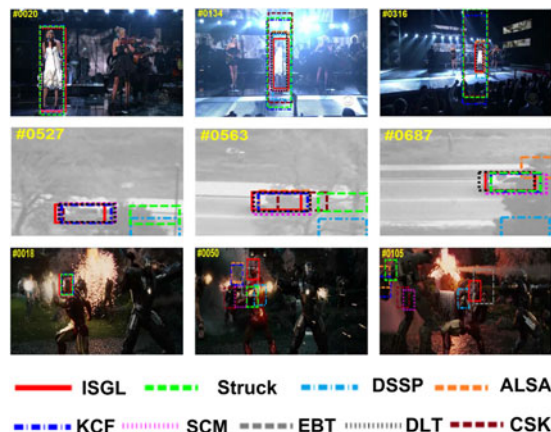 #0020 #0134 #0316
#0527 #0563 #0687
#0018 #0050 #0105
ISGL Struck DSSP ALSA
KCF SCM EBT DLT CSK